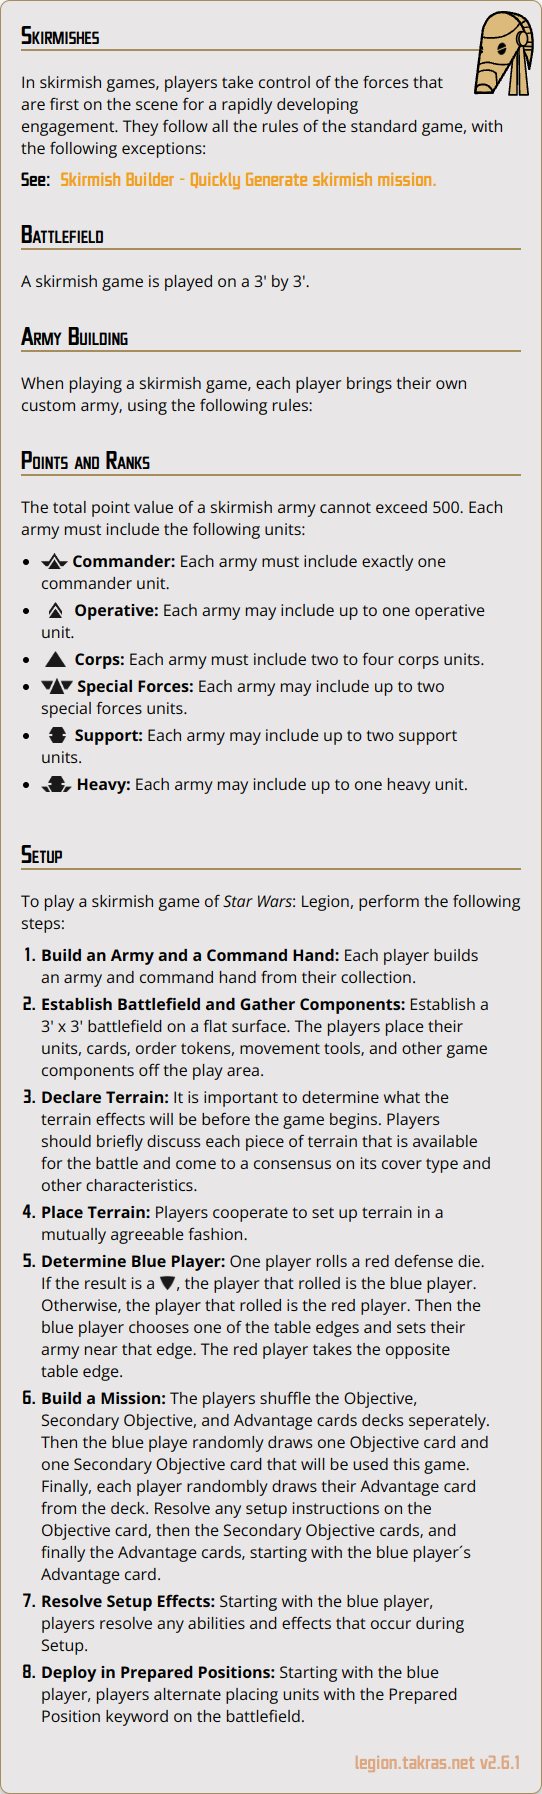 Skirmishes
In skirmish games, players take control of the forces that
are first on the scene for a rapidly developing
engagement. They follow all the rules of the standard game, with
the following exceptions:
See: Skirmish Builder - Quickly Generate skirmish mission.
Battlefield
A skirmish game is played on a 3' by 3'.
Army Building
When playing a skirmish game, each player brings their own
custom army, using the following rules:
Points and Ranks
The total point value of a skirmish army cannot exceed 500. Each
army must include the following units:
• Commander: Each army must include exactly one
commander unit.
• Operative: Each army may include up to one operative
unit.
• Corps: Each army must include two to four corps units.
• Special Forces: Each army may include up to two
special forces units.
• Support: Each army may include up to two support
units.
• Heavy: Each army may include up to one heavy unit.
Setup
To play a skirmish game of Star Wars: Legion, perform the following
steps:
1. Build an Army and a Command Hand: Each player builds
an army and command hand from their collection.
2. Establish Battlefield and Gather Components: Establish a
3' x 3' battlefield on a flat surface. The players place their
units, cards, order tokens, movement tools, and other game
components off the play area.
3. Declare Terrain: It is important to determine what the
terrain effects will be before the game begins. Players
should briefly discuss each piece of terrain that is available
for the battle and come to a consensus on its cover type and
other characteristics.
4. Place Terrain: Players cooperate to set up terrain in a
mutually agreeable fashion.
5. Determine Blue Player: One player rolls a red defense die.
If the result is a , the player that rolled is the blue player.
Otherwise, the player that rolled is the red player. Then the
blue player chooses one of the table edges and sets their
army near that edge. The red player takes the opposite
table edge.
6. Build a Mission: The players shuffle the Objective,
Secondary Objective, and Advantage cards decks seperately.
Then the blue playe randomly draws one Objective card and
one Secondary Objective card that will be used this game.
Finally, each player randombly draws their Advantage card
from the deck. Resolve any setup instructions on the
Objective card, then the Secondary Objective cards, and
finally the Advantage cards, starting with the blue player´s
Advantage card.
7. Resolve Setup Effects: Starting with the blue player,
players resolve any abilities and effects that occur during
Setup.
8. Deploy in Prepared Positions: Starting with the blue
player, players alternate placing units with the Prepared
Position keyword on the battlefield.
legion.takras.net v2.6.1